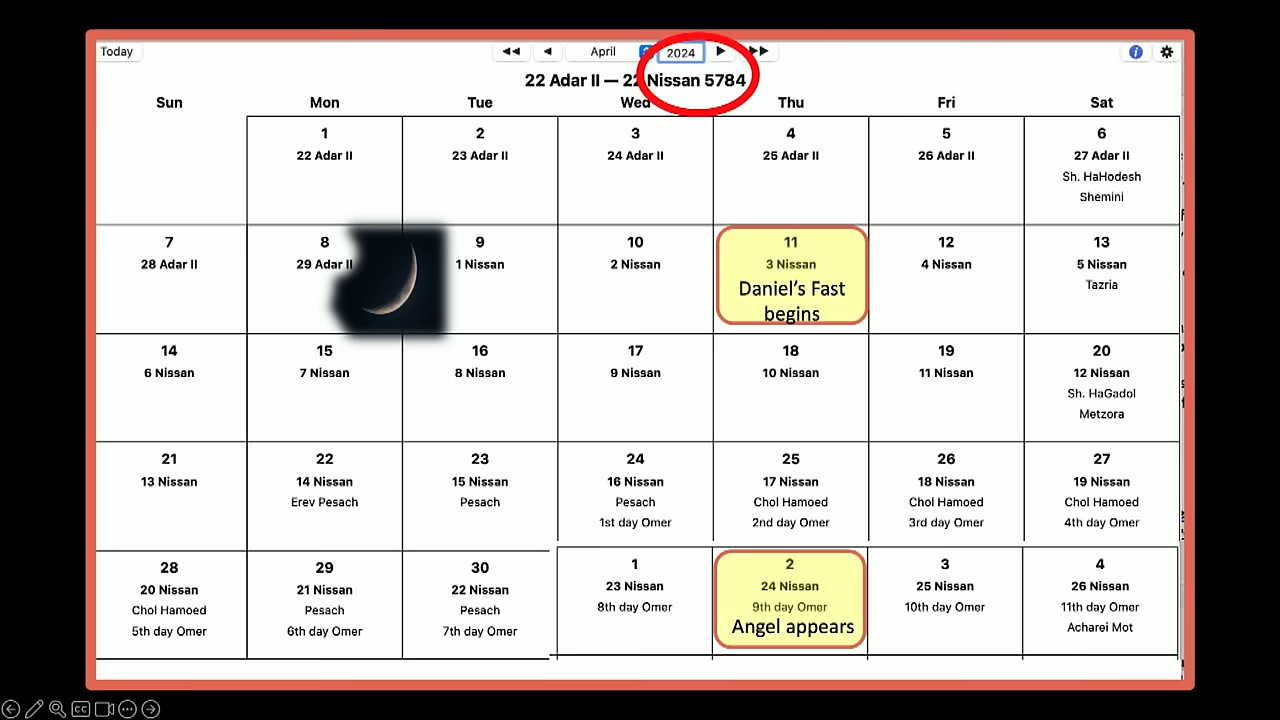 Today April 2024
22 Adar II — 22 Nissan 5784
Sun Mon Tue Wed Thu Fri Sat
1 2 3 4 5 6
22 Adar II 23 Adar II 24 Adar II 25 Adar II 26 Adar II 27 Adar II
Sh. HaHodesh
Shemini
7 8 9 10 11 12 13
28 Adar II 29 Adar II 1 Nissan 2 Nissan 3 Nissan 4 Nissan 5 Nissan
Tazria
Daniel’s Fast
begins
14 15 16 17 18 19 20
6 Nissan 7 Nissan 8 Nissan 9 Nissan 10 Nissan 11 Nissan 12 Nissan
Sh. HaGadol
Metzora
21 22 23 24 25 26 27
13 Nissan 14 Nissan 15 Nissan 16 Nissan 17 Nissan 18 Nissan 19 Nissan
Erev Pesach Pesach Pesach Chol Hamoed Chol Hamoed Chol Hamoed
1st day Omer 2nd day Omer 3rd day Omer 4th day Omer
28 29 30 1 2 3 4
20 Nissan 21 Nissan 22 Nissan 23 Nissan 24 Nissan 25 Nissan 26 Nissan
Chol Hamoed Pesach Pesach 8th day Omer 9th day Omer 10th day Omer 11th day Omer
5th day Omer 6th day Omer 7th day Omer Angel appears Acharei Mot
CC